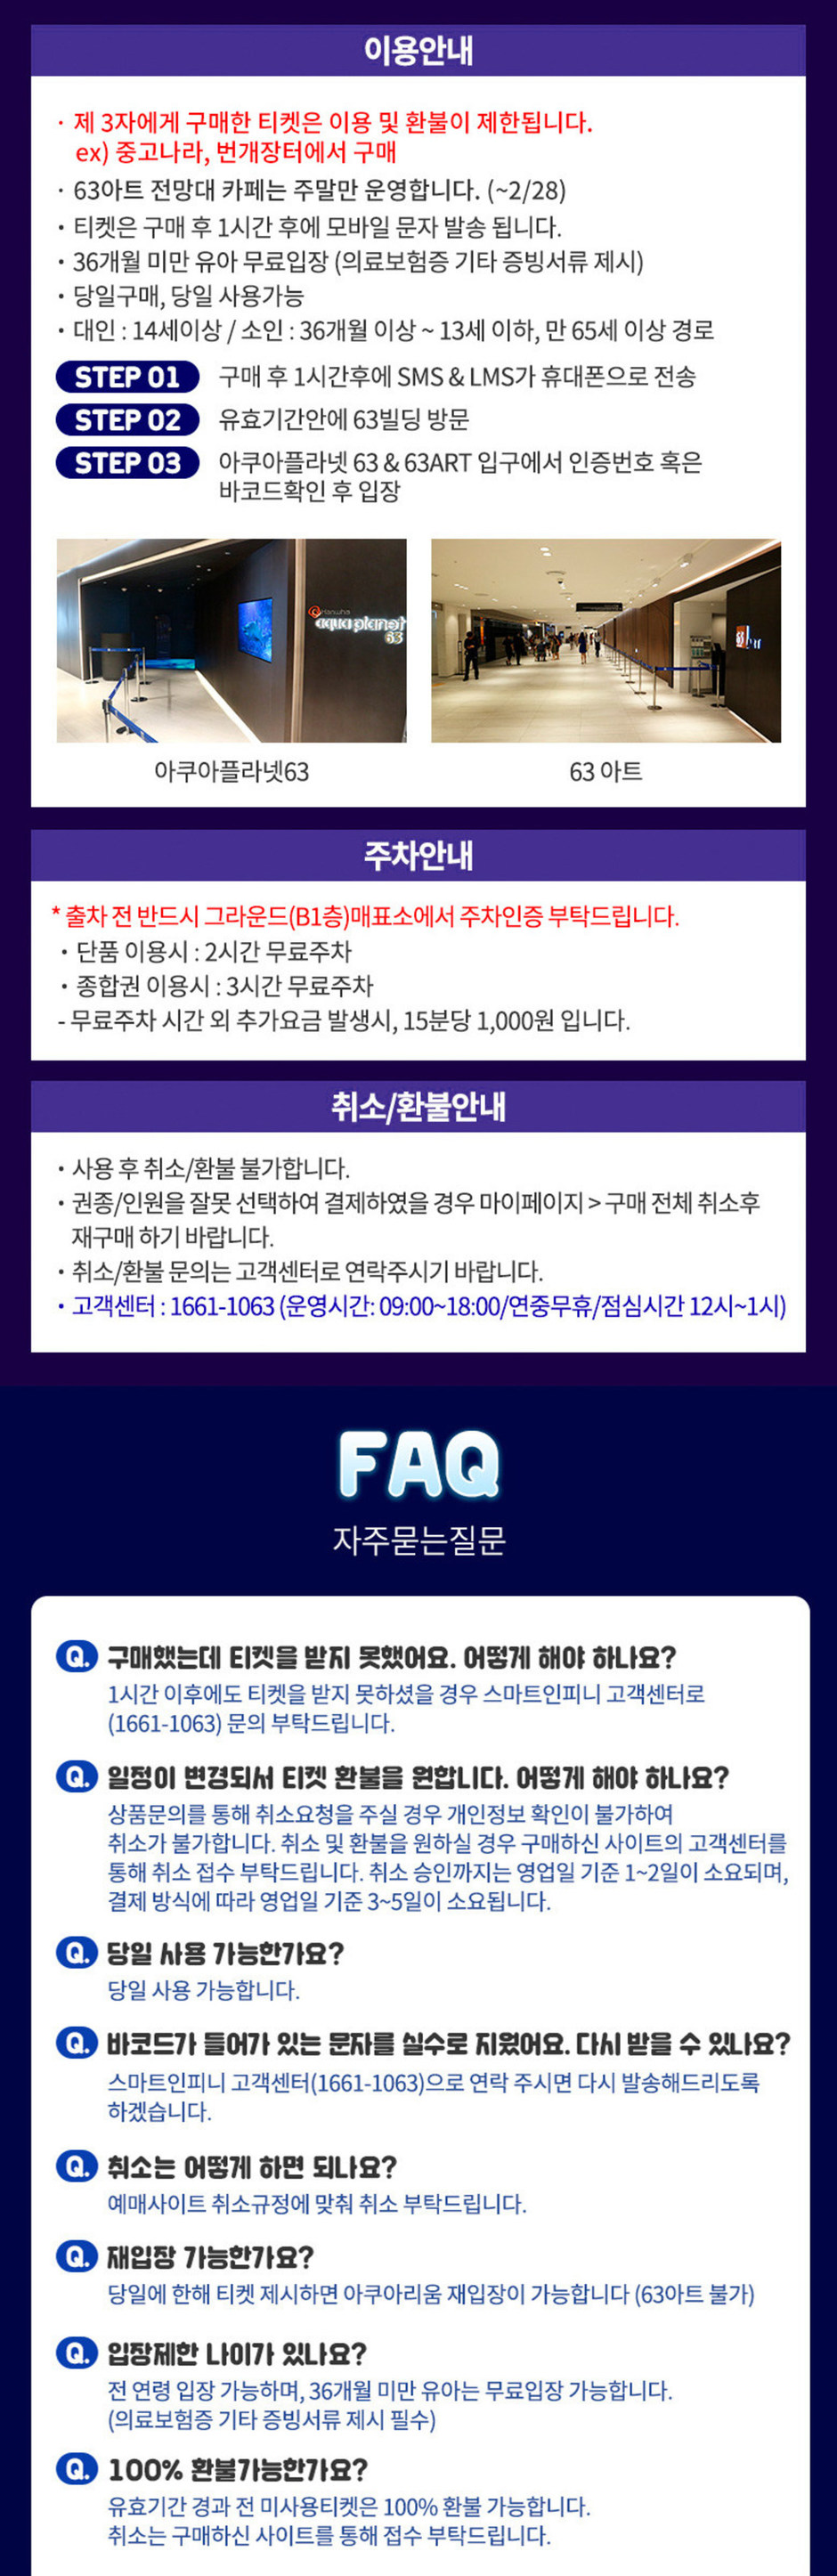 이용안내
· 제 3자에게 구매한 티켓은 이용 및 환불이 제한됩니다.
ex) 중고나라, 번개장터에서 구매
· 63아트 전망대 카페는 주말만 운영합니다. (~2/28)
· 티켓은 구매 후 1시간 후에 모바일 문자 발송 됩니다.
· 36개월 미만 유아 무료입장 (의료보험증 기타 증빙서류 제시)
· 당일구매, 당일 사용가능
· 대인 : 14세이상 / 소인 : 36개월 이상 ~ 13세 이하, 만 65세 이상 경로
STEP 01 구매 후 1시간후에 SMS & LMS가 휴대폰으로 전송
STEP 02 유효기간안에 63빌딩 방문
STEP 03 아쿠아플라넷 63 & 63ART 입구에서 인증번호 혹은
바코드확인 후 입장
Hanwha
aqua planet
63
아쿠아플라넷63
63 아트
주차안내
* 출차 전 반드시 그라운드(B1층)매표소에서 주차인증 부탁드립니다.
· 단품 이용시 : 2시간 무료주차
· 종합권 이용시 : 3시간 무료주차
- 무료주차 시간 외 추가요금 발생시, 15분당 1,000원 입니다.
취소/환불안내
· 사용 후 취소/환불 불가합니다.
· 권종/인원을 잘못 선택하여 결제하였을 경우 마이페이지 > 구매 전체 취소후
재구매 하기 바랍니다.
· 취소/환불 문의는 고객센터로 연락주시기 바랍니다.
· 고객센터 : 1661-1063 (운영시간: 09:00~18:00/연중무휴/점심시간 12시~1시)
FAQ
자주묻는질문
Q. 구매했는데 티켓을 받지 못했어요. 어떻게 해야 하나요?
1시간 이후에도 티켓을 받지 못하셨을 경우 스마트인피니 고객센터로
(1661-1063) 문의 부탁드립니다.
Q. 일정이 변경되서 티켓 환불을 원합니다. 어떻게 해야 하나요?
상품문의를 통해 취소요청을 주실 경우 개인정보 확인이 불가하여
취소가 불가합니다. 취소 및 환불을 원하실 경우 구매하신 사이트의 고객센터를
통해 취소 접수 부탁드립니다. 취소 승인까지는 영업일 기준 1~2일이 소요되며,
결제 방식에 따라 영업일 기준 3~5일이 소요됩니다.
Q. 당일 사용 가능한가요?
당일 사용 가능합니다.
Q. 바코드가 들어가 있는 문자를 실수로 지웠어요. 다시 받을 수 있나요?
스마트인피니 고객센터(1661-1063)으로 연락 주시면 다시 발송해드리도록
하겠습니다.
Q. 취소는 어떻게 하면 되나요?
예매사이트 취소규정에 맞춰 취소 부탁드립니다.
Q. 재입장 가능한가요?
당일에 한해 티켓 제시하면 아쿠아리움 재입장이 가능합니다 (63아트 불가)
Q. 입장제한 나이가 있나요?
전 연령 입장 가능하며, 36개월 미만 유아는 무료입장 가능합니다.
(의료보험증 기타 증빙서류 제시 필수)
Q. 100% 환불가능한가요?
유효기간 경과 전 미사용티켓은 100% 환불 가능합니다.
취소는 구매하신 사이트를 통해 접수 부탁드립니다.